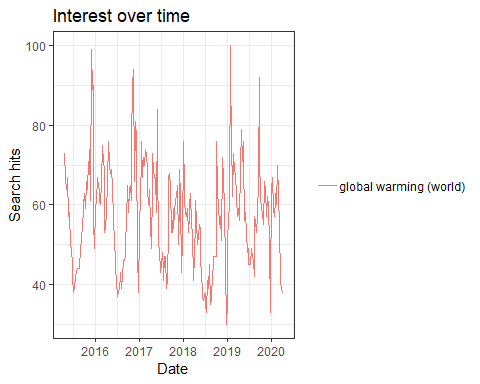 Interest over time
Search hits
100
80
60
40
2016 2017 2018 2019 2020
Date
global warming (world)